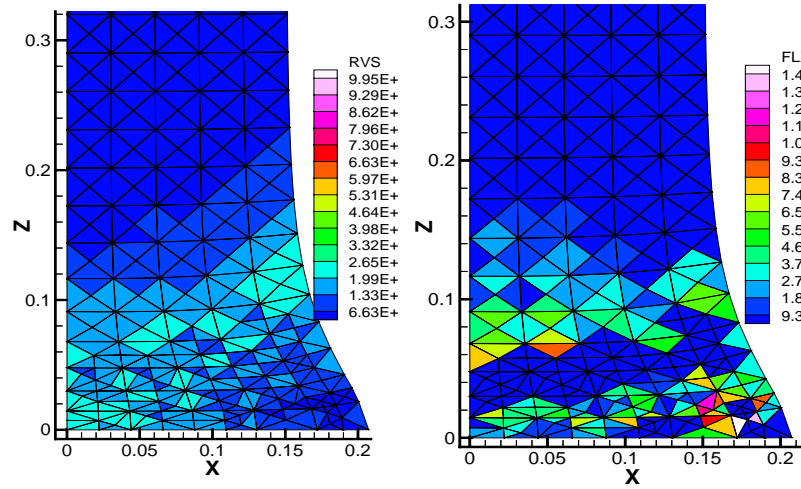 RVS
9.95E+
9.29E+
8.62E+
7.96E+
7.30E+
6.63E+
5.97E+
5.31E+
4.64E+
3.98E+
3.32E+
2.65E+
1.99E+
1.33E+
6.63E+
0.3
0.2
0.1
0
Z
0 0.05 0.1 0.15 0.2
X
FL
1.4
1.3
1.2
1.1
1.0
9.3
8.3
7.4
6.5
5.5
4.6
3.7
2.7
1.8
9.3
0.3
0.2
0.1
0
Z
0 0.05 0.1 0.15 0.2
X